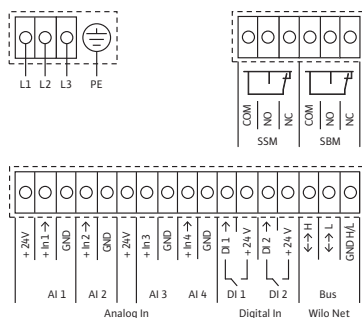 L1 L2 L3 PE
COM NO NC COM NO NC
SSM SBM
+ 24V + In 1 → GND + In 2 → GND + 24V + In 3 GND + In 4 → GND DI 1 → + 24 V DI 2 → + 24 V ↔ H ↔ L GND H/L
AI 1 AI 2 AI 3 AI 4 DI 1 DI 2 Bus
Analog In Digital In Wilo Net